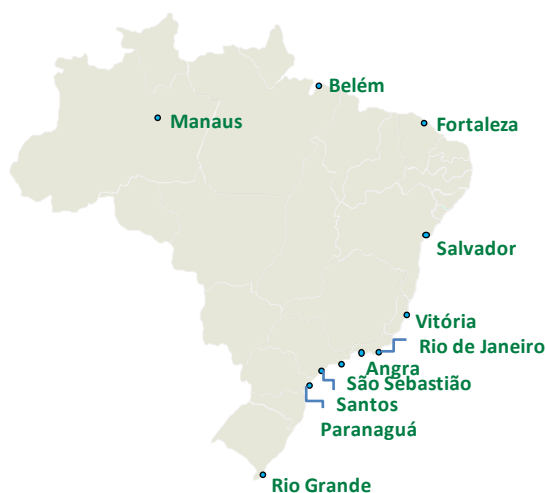 Belém
Manaus
Fortaleza
Salvador
Vitória
Rio de Janeiro
Angra
São Sebastião
Santos
Paranaguá
Rio Grande